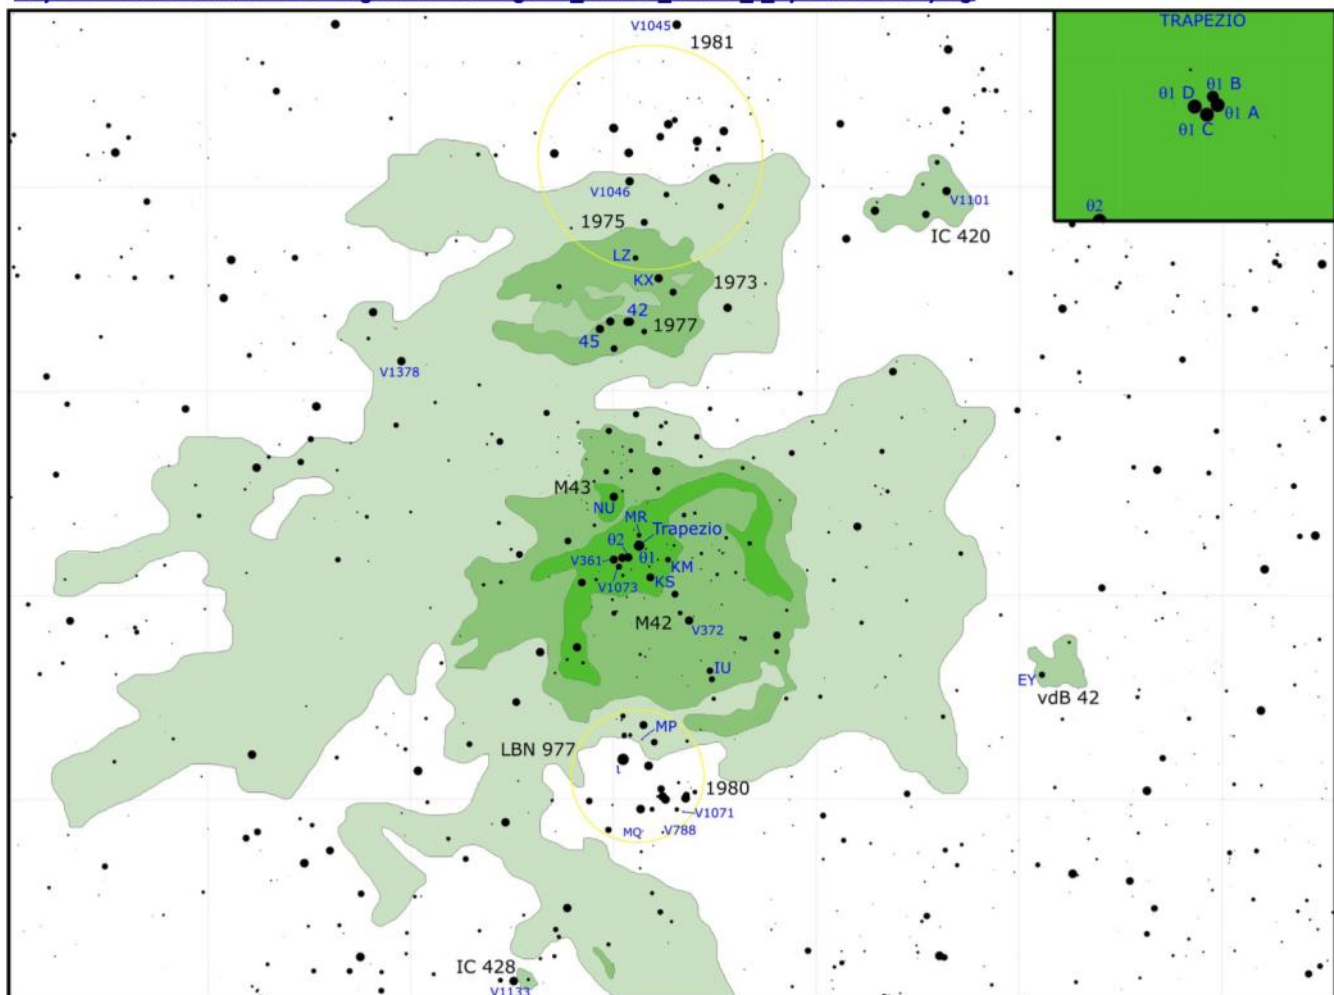 V1045
1981
TRAPEZIO
θ1 B
θ1 D
θ1 A
θ1 C
θ2
V1046
V1101
1975
IC 420
LZ
KX
1973
42
1977
45
V1378
M43
NU
MR
Trapezio
θ2
θ1
V361
KM
V1073
KS
M42
V372
IU
EY
vdB 42
MP
LBN 977
ι
1980
V1071
MQ
V788
IC 428
V1133